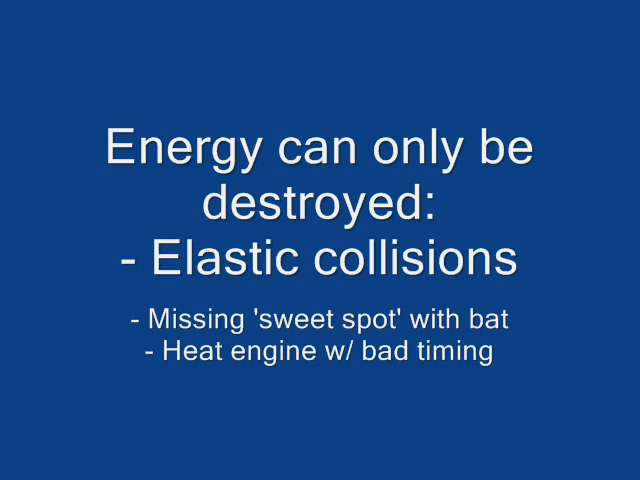 Energy can only be
destroyed:
- Elastic collisions
- Missing 'sweet spot' with bat
- Heat engine w/ bad timing